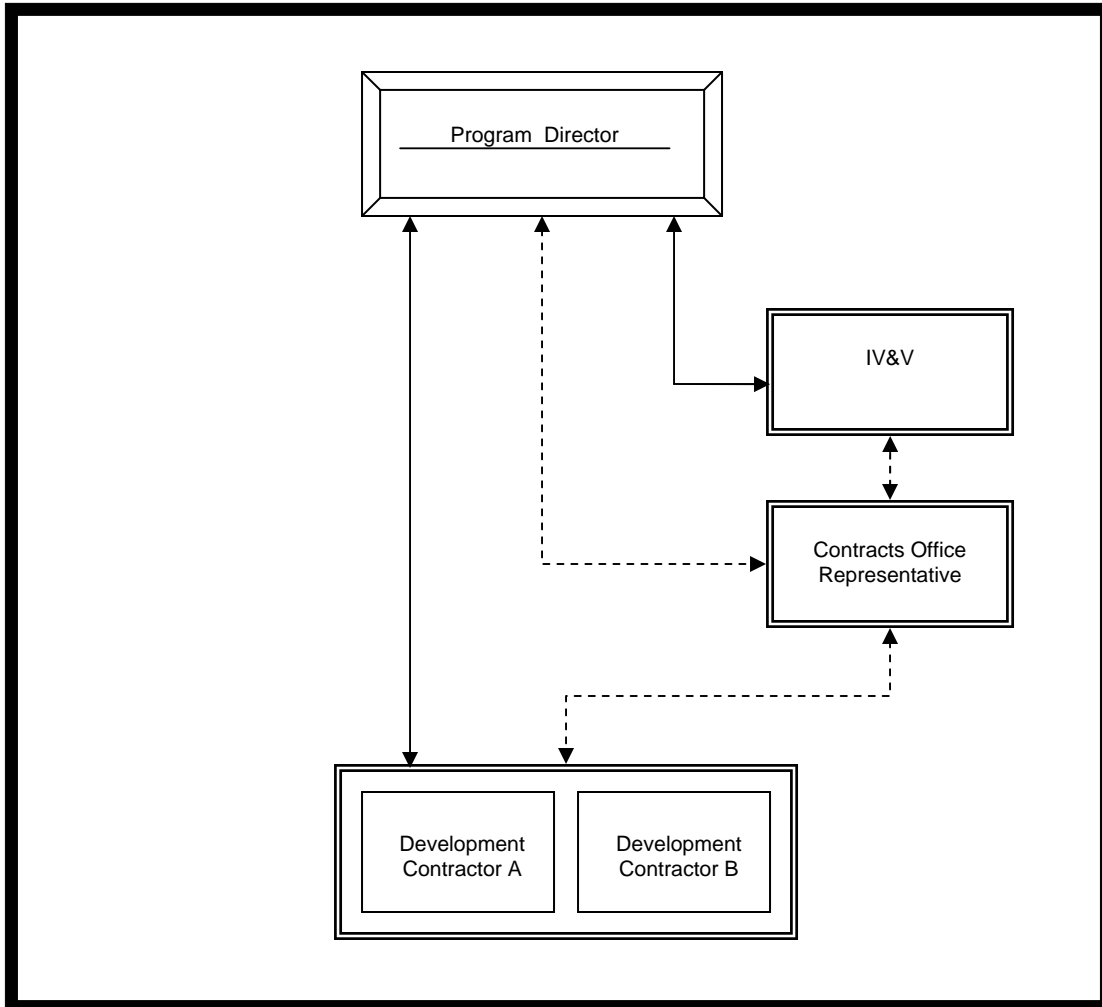 Program Director
IV&V
Contracts Office
Representative
Development
Contractor A
Development
Contractor B